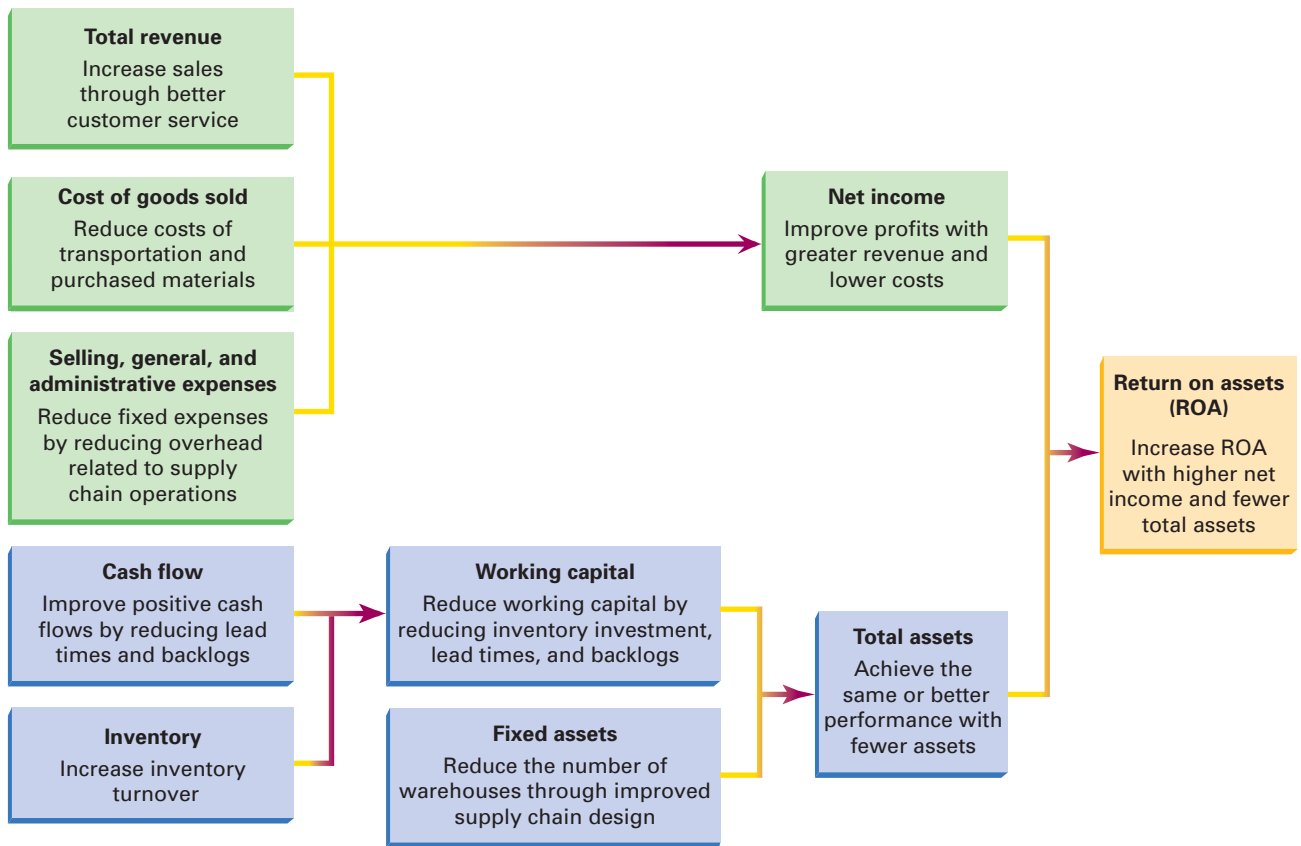 Total revenue
Increase sales
through better
customer service
Cost of goods sold
Reduce costs of
transportation and
purchased materials
Selling, general, and
administrative expenses
Reduce fixed expenses
by reducing overhead
related to supply
chain operations
Net income
Improve profits with
greater revenue and
lower costs
Return on assets
(ROA)
Increase ROA
with higher net
income and fewer
total assets
Cash flow
Improve positive cash
flows by reducing lead
times and backlogs
Inventory
Increase inventory
turnover
Working capital
Reduce working capital by
reducing inventory investment,
lead times, and backlogs
Fixed assets
Reduce the number of
warehouses through improved
supply chain design
Total assets
Achieve the
same or better
performance with
fewer assets